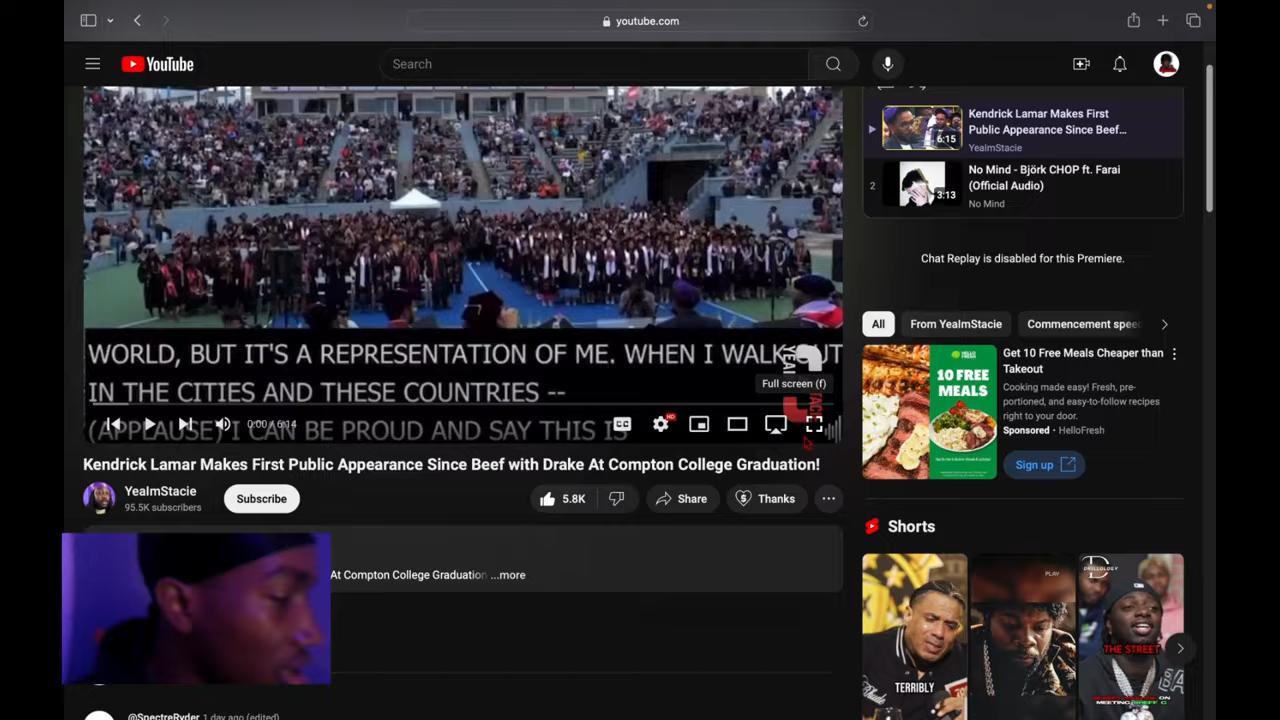 youtube.com
YouTube
Search
Kendrick Lamar Makes First
Public Appearance Since Beef...
YealmStacie
6:15
2
No Mind - Björk CHOP ft. Farai
(Official Audio)
No Mind
3:13
Chat Replay is disabled for this Premiere.
All
From YealmStacie
Commencement spee
WORLD, BUT IT'S A REPRESENTATION OF ME. WHEN I WALK OUT
IN THE CITIES AND THESE COUNTRIES --
(APPLAUSE) I CAN BE PROUD AND SAY THIS IS
Full screen (f)
0:00 / 6:14
CC
HD
Kendrick Lamar Makes First Public Appearance Since Beef with Drake At Compton College Graduation!
YealmStacie
95.5K subscribers
Subscribe
5.8K
Share
Thanks
At Compton College Graduation ...more
@SpectreRyder 1 day ago (edited)
HELLO FRESH
10 FREE
MEALS
Get 10 Free Meals Cheaper than
Takeout
Cooking made easy! Fresh, pre-
portioned, and easy-to-follow recipes
right to your door.
Sponsored · HelloFresh
Sign up
Shorts
TERRIBLY
PLAY
DRILLOLOGY
THE STREET